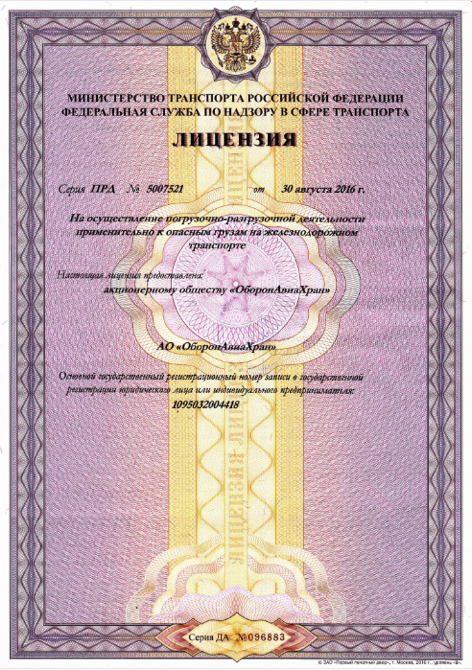 МИНИСТЕРСТВО ТРАНСПОРТА РОССИЙСКОЙ ФЕДЕРАЦИИ
ФЕДЕРАЛЬНАЯ СЛУЖБА ПО НАДЗОРУ В СФЕРЕ ТРАНСПОРТА
ЛИЦЕНЗИЯ
Серия ПРД № 5007521 от 30 августа 2016 г.
На осуществление погрузочно-разгрузочной деятельности
применительно к опасным грузам на железнодорожном
транспорте
Настоящая лицензия предоставлена:
акционерному обществу «ОборонАвиаХран»
АО «ОборонАвиаХран»
Основной государственный регистрационный номер записи о государственной
регистрации юридического лица или индивидуального предпринимателя:
1095032004418
ЛИЦЕНЗИЯ
Серия ДА №096883
© ЗАО «Первый печатный двор», г. Москва, 2010 г., уровень «Б».